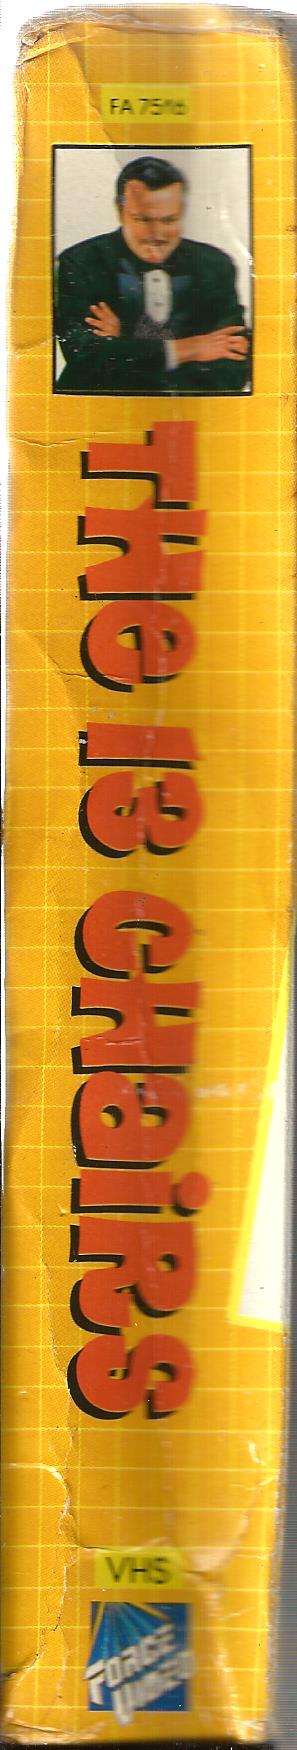 FA 7516
THE 13 CHAIRS
VHS
FORCE VIDEO